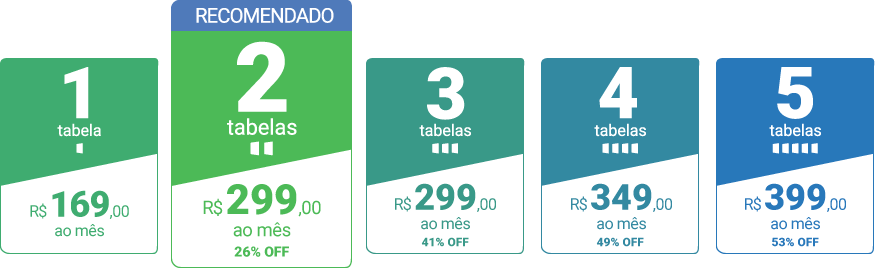 1
tabela
R$ 169,00
ao mês
RECOMENDADO
2
tabelas
R$ 299,00
ao mês
26% OFF
3
tabelas
R$ 299,00
ao mês
41% OFF
4
tabelas
R$ 349,00
ao mês
49% OFF
5
tabelas
R$ 399,00
ao mês
53% OFF